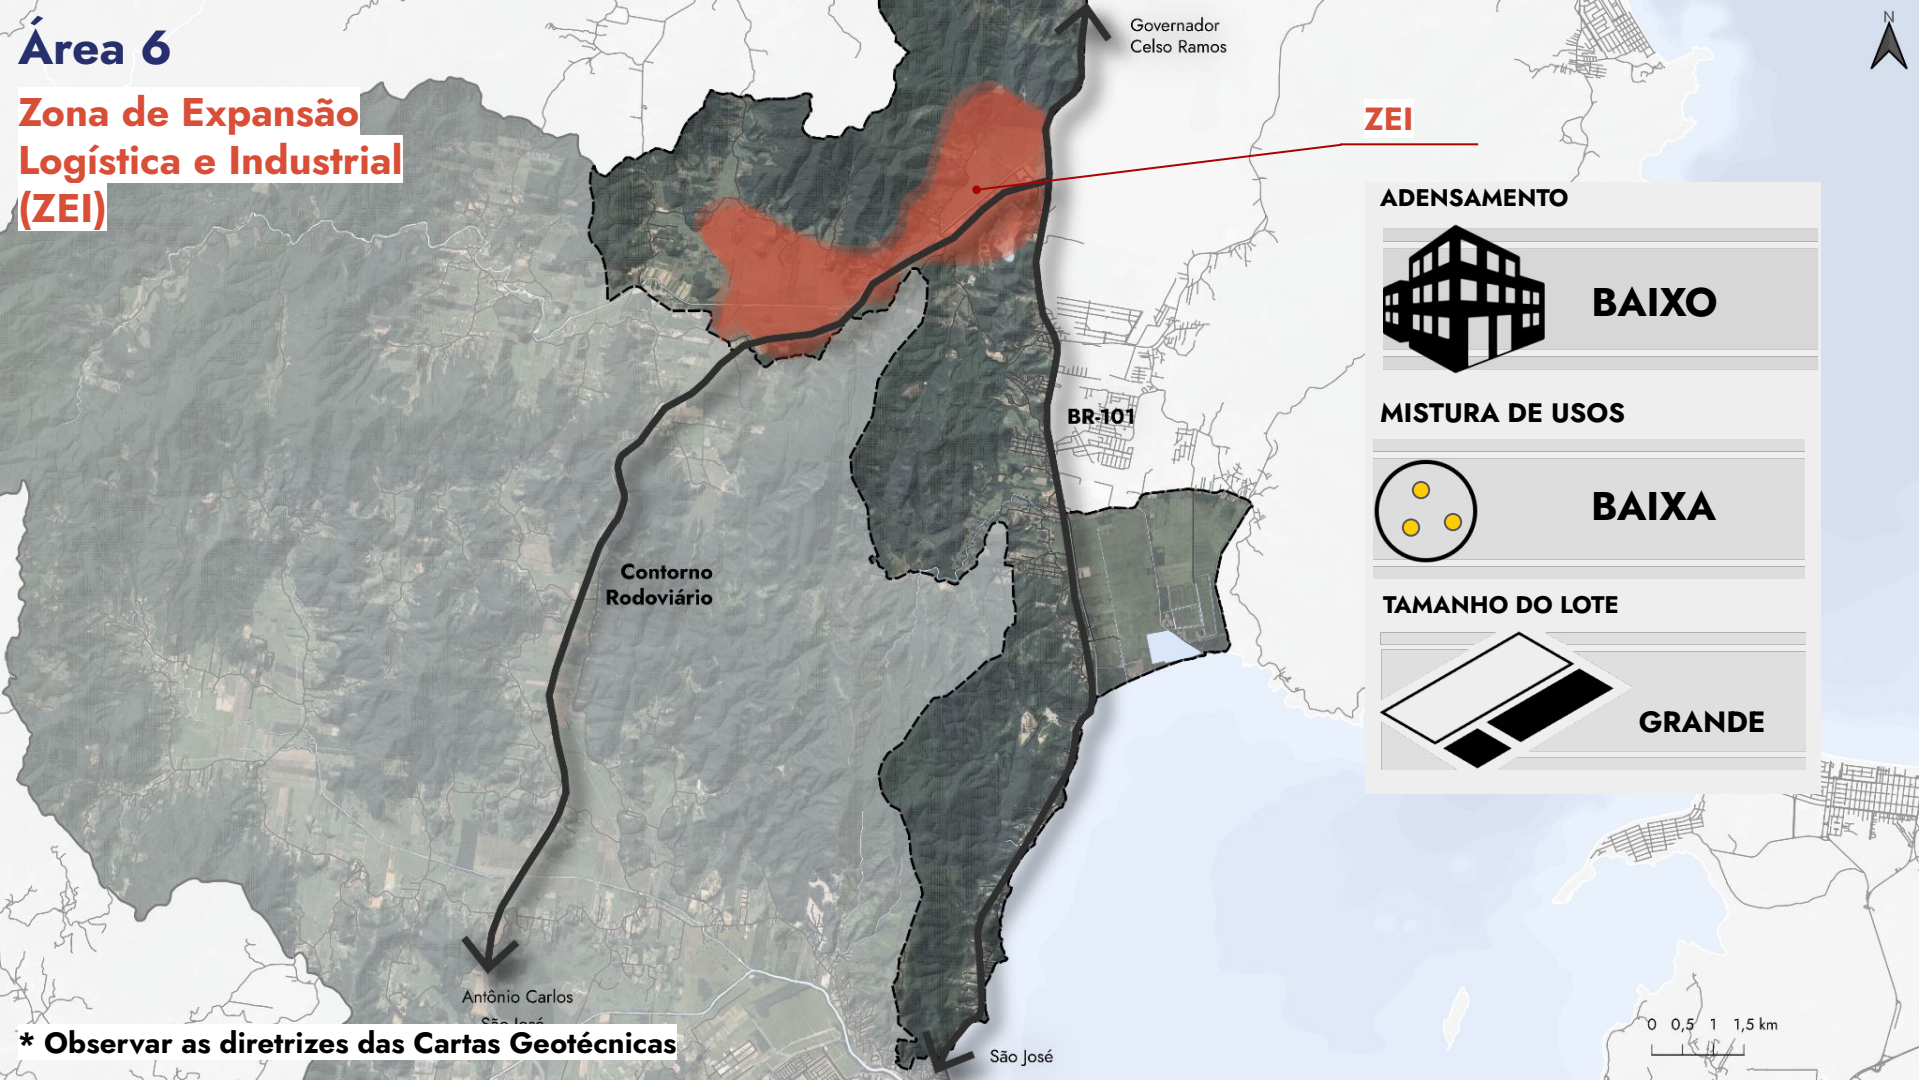 Área 6
Zona de Expansão
Logística e Industrial
(ZEI)
Governador
Celso Ramos
N
ZEI
ADENSAMENTO
BAIXO
MISTURA DE USOS
BAIXA
TAMANHO DO LOTE
GRANDE
BR-101
Contorno
Rodoviário
Antônio Carlos
São José
* Observar as diretrizes das Cartas Geotécnicas
São José
0 0,5 1 1,5 km